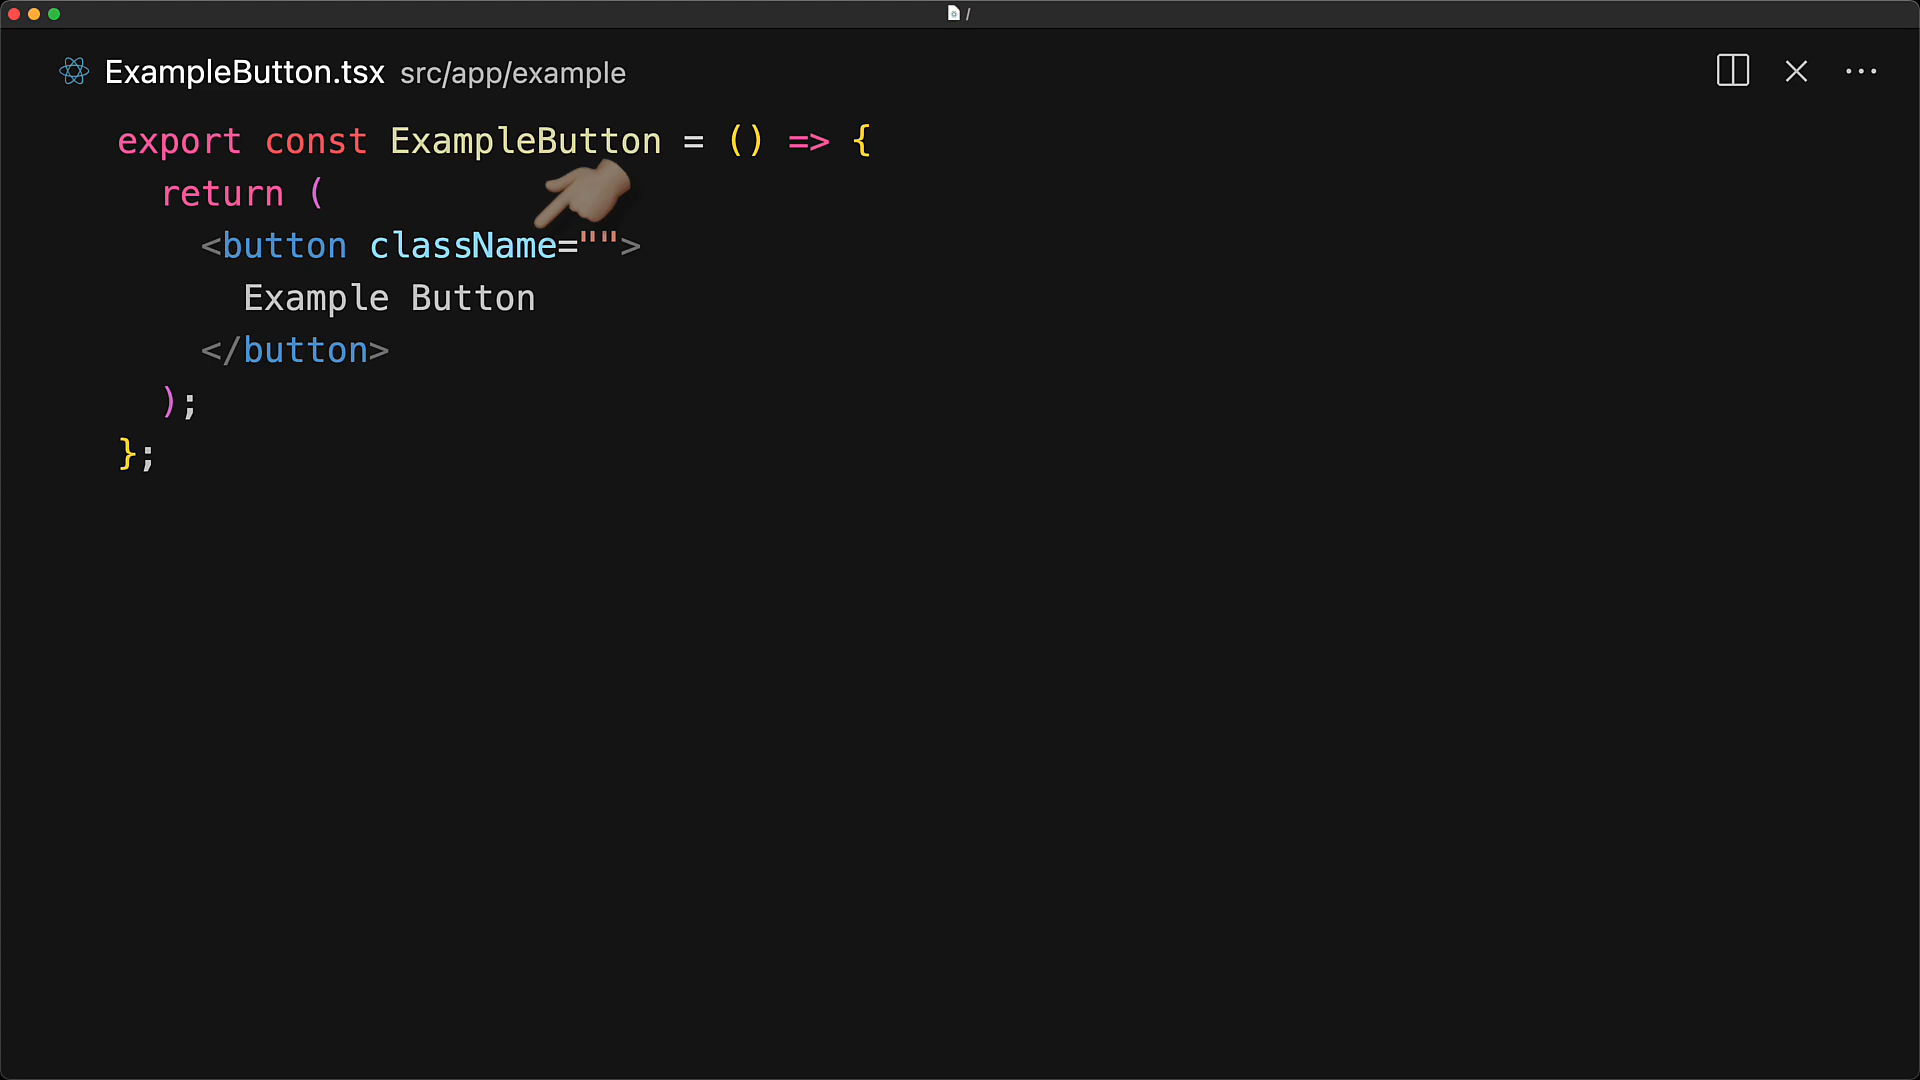 /
ExampleButton.tsx src/app/example
export const ExampleButton = () => {
  return (
    <button className="">
      Example Button
    </button>
  );
};